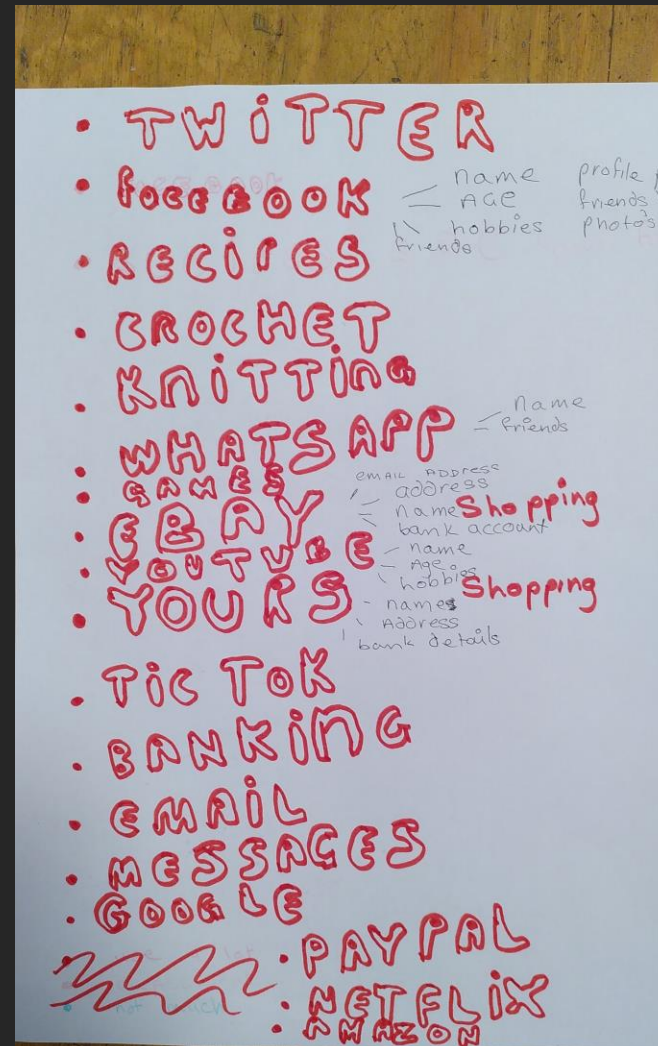 • TWiTTER
• faceBOOK
name profile
AGE friends
hobbies photo's
friends
• RECiPES
• CROCHET
• KNiTTiNG
• WHATSAPP
name
friends
• GAMES
• EBAY
EMAIL ADDRESS
address
name Shopping
bank account
• YOUTUBE
name
Age
hobbies
• YOURS
Shopping
names
Address
bank details
• TiC TOK
• BANKiNG
• EMAiL
• MESSAGES
• GOOGLE
• PAYPAL
• NETFLiX
• AMAZON